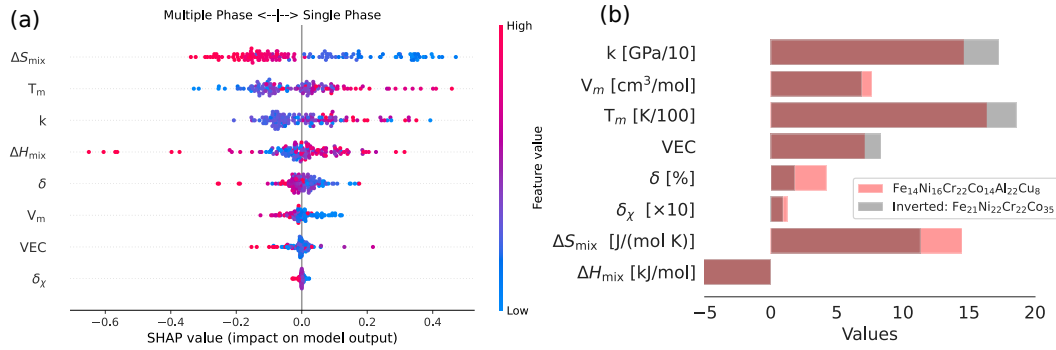 (a)
Multiple Phase <--|--> Single Phase
ΔS_mix
T_m
k
ΔH_mix
δ
V_m
VEC
δ_χ
−0.6 −0.4 −0.2 0.0 0.2 0.4
SHAP value (impact on model output)
High
Feature value
Low
(b)
k [GPa/10]
V_m [cm³/mol]
T_m [K/100]
VEC
δ [%]
δ_χ [×10]
ΔS_mix [J/(mol K)]
ΔH_mix [kJ/mol]
Fe₁₄Ni₁₆Cr₂₂Co₁₄Al₂₂Cu₈
Inverted: Fe₂₁Ni₂₂Cr₂₂Co₃₅
−5 0 5 10 15 20
Values